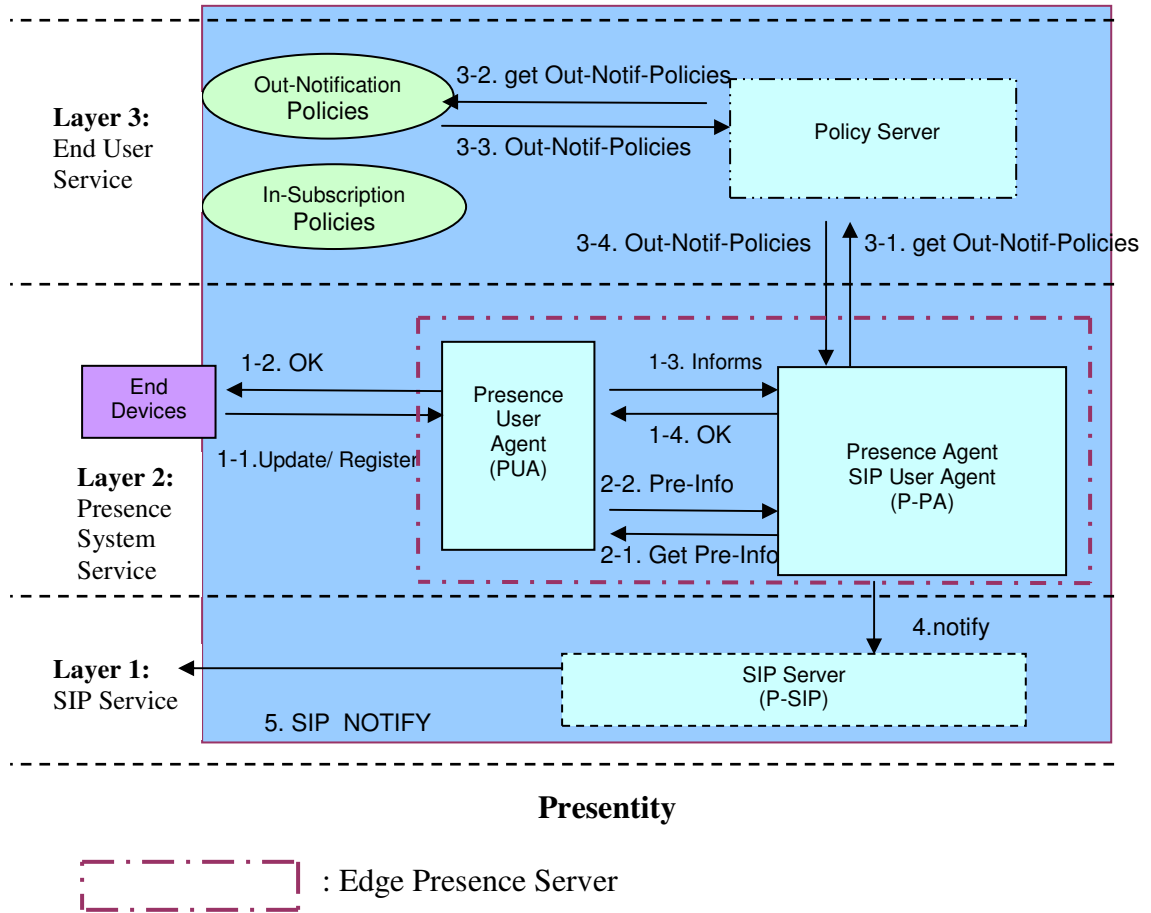 Layer 3:
End User
Service
Out-Notification
Policies
In-Subscription
Policies
3-2. get Out-Notif-Policies
3-3. Out-Notif-Policies
Policy Server
3-4. Out-Notif-Policies
3-1. get Out-Notif-Policies
End
Devices
1-2. OK
1-1.Update/ Register
Layer 2:
Presence
System
Service
Presence
User
Agent
(PUA)
1-3. Informs
1-4. OK
2-2. Pre-Info
2-1. Get Pre-Info
Presence Agent
SIP User Agent
(P-PA)
4.notify
Layer 1:
SIP Service
SIP Server
(P-SIP)
5. SIP NOTIFY
Presentity
: Edge Presence Server